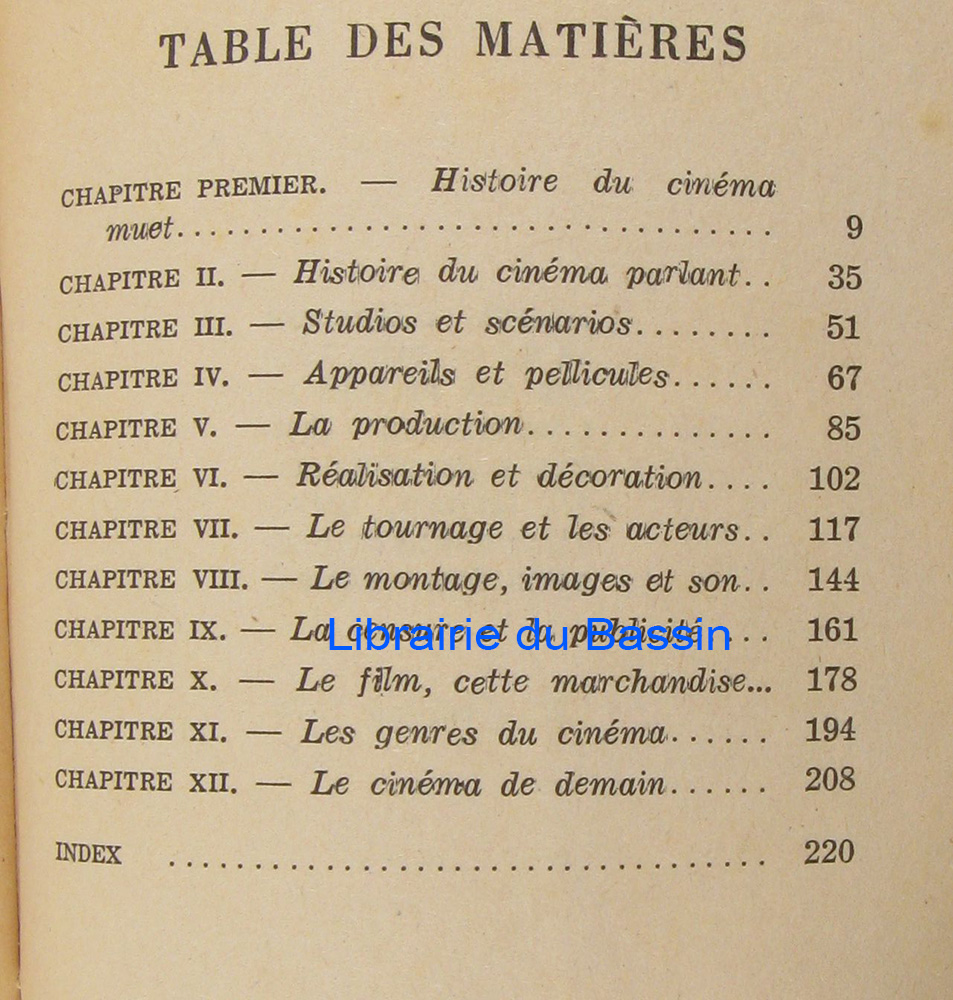 TABLE DES MATIÈRES
CHAPITRE PREMIER. — Histoire du cinéma
muet................................... 9
CHAPITRE II. — Histoire du cinéma parlant.. 35
CHAPITRE III. — Studios et scénarios........ 51
CHAPITRE IV. — Appareils et pellicules...... 67
CHAPITRE V. — La production............... 85
CHAPITRE VI. — Réalisation et décoration.... 102
CHAPITRE VII. — Le tournage et les acteurs.. 117
CHAPITRE VIII. — Le montage, images et son.. 144
CHAPITRE IX. — La censure et la publicité.... 161
Librairie du Bassin
CHAPITRE X. — Le film, cette marchandise... 178
CHAPITRE XI. — Les genres du cinéma...... 194
CHAPITRE XII. — Le cinéma de demain...... 208
INDEX ................................... 220